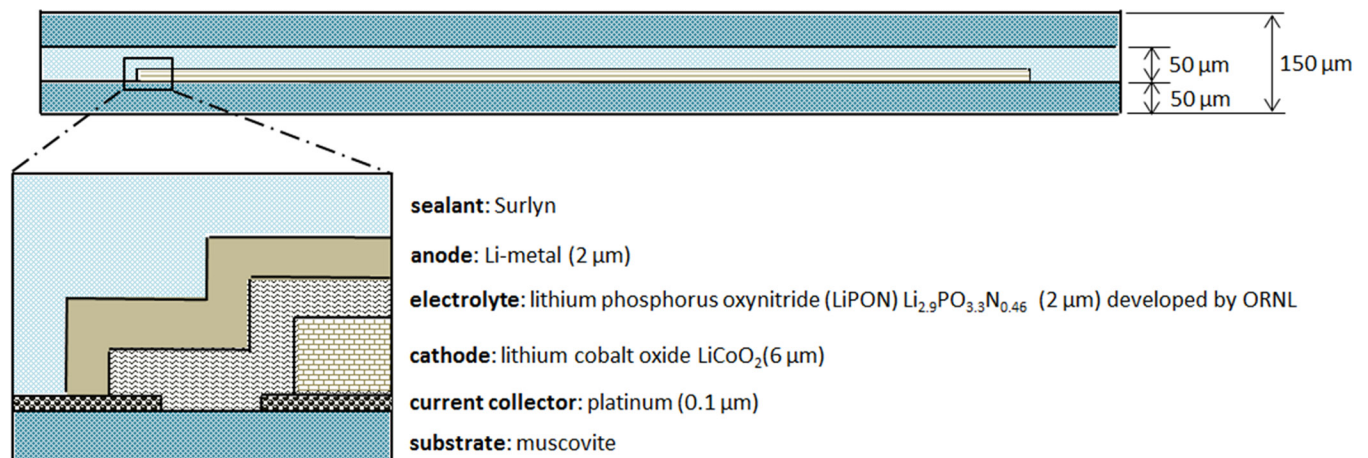 50 µm
150 µm
50 µm
sealant: Surlyn
anode: Li-metal (2 µm)
electrolyte: lithium phosphorus oxynitride (LiPON) Li₂.₉PO₃.₃N₀.₄₆ (2 µm) developed by ORNL
cathode: lithium cobalt oxide LiCoO₂(6 µm)
current collector: platinum (0.1 µm)
substrate: muscovite